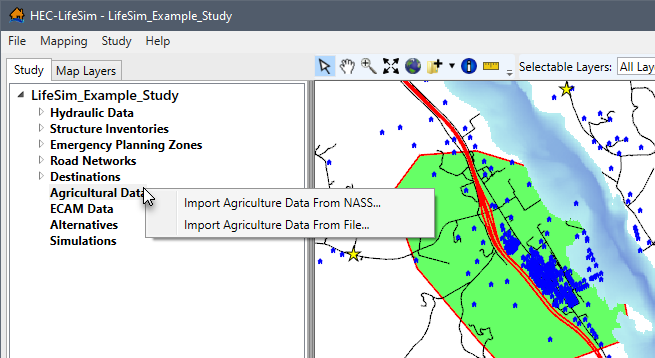 HEC-LifeSim - LifeSim_Example_Study
File Mapping Study Help
Study Map Layers
Selectable Layers: All Lay
LifeSim_Example_Study
Hydraulic Data
Structure Inventories
Emergency Planning Zones
Road Networks
Destinations
Agricultural Data
Import Agriculture Data From NASS...
ECAM Data
Import Agriculture Data From File...
Alternatives
Simulations